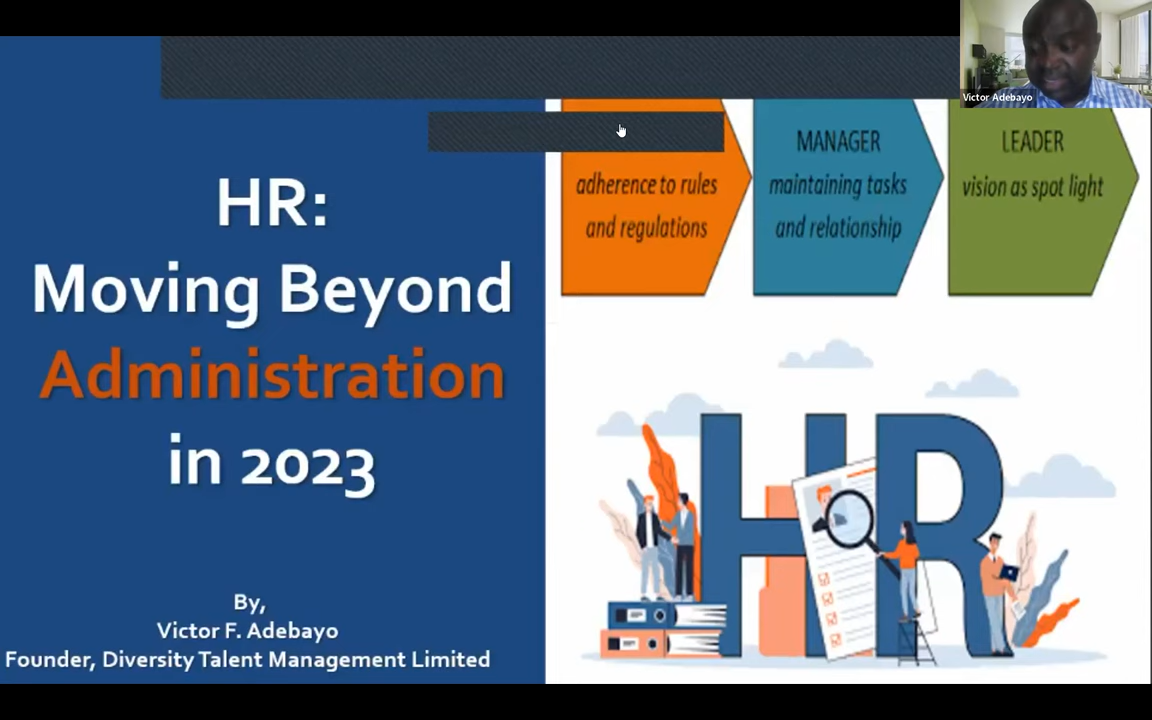 Victor Adebayo
HR:
Moving Beyond
Administration
in 2023
By,
Victor F. Adebayo
Founder, Diversity Talent Management Limited
adherence to rules
and regulations
MANAGER
maintaining tasks
and relationship
LEADER
vision as spot light
HR